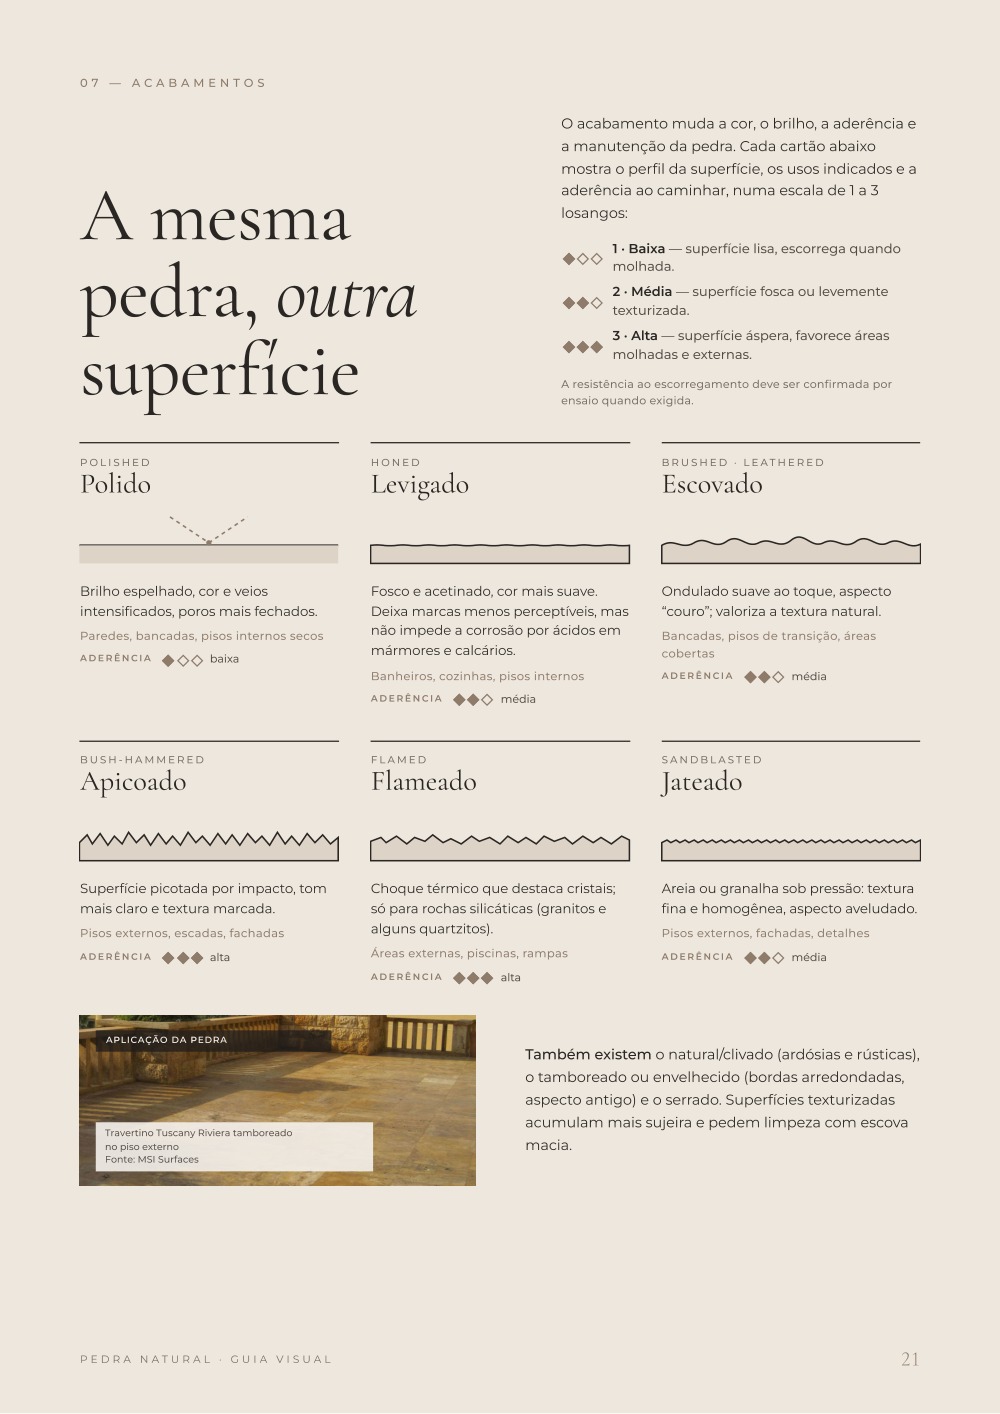 07 — ACABAMENTOS
A mesma
pedra, outra
superfície
O acabamento muda a cor, o brilho, a aderência e
a manutenção da pedra. Cada cartão abaixo
mostra o perfil da superfície, os usos indicados e a
aderência ao caminhar, numa escala de 1 a 3
losangos:
1 · Baixa — superfície lisa, escorrega quando
molhada.
2 · Média — superfície fosca ou levemente
texturizada.
3 · Alta — superfície áspera, favorece áreas
molhadas e externas.
A resistência ao escorregamento deve ser confirmada por
ensaio quando exigida.
POLISHED
Polido
Brilho espelhado, cor e veios
intensificados, poros mais fechados.
Paredes, bancadas, pisos internos secos
ADERÊNCIA baixa
HONED
Levigado
Fosco e acetinado, cor mais suave.
Deixa marcas menos perceptíveis, mas
não impede a corrosão por ácidos em
mármores e calcários.
Banheiros, cozinhas, pisos internos
ADERÊNCIA média
BRUSHED · LEATHERED
Escovado
Ondulado suave ao toque, aspecto
“couro”; valoriza a textura natural.
Bancadas, pisos de transição, áreas
cobertas
ADERÊNCIA média
BUSH-HAMMERED
Apicoado
Superfície picotada por impacto, tom
mais claro e textura marcada.
Pisos externos, escadas, fachadas
ADERÊNCIA alta
FLAMED
Flameado
Choque térmico que destaca cristais;
só para rochas silicáticas (granitos e
alguns quartzitos).
Áreas externas, piscinas, rampas
ADERÊNCIA alta
SANDBLASTED
Jateado
Areia ou granalha sob pressão: textura
fina e homogênea, aspecto aveludado.
Pisos externos, fachadas, detalhes
ADERÊNCIA média
APLICAÇÃO DA PEDRA
Travertino Tuscany Riviera tamboreado
no piso externo
Fonte: MSI Surfaces
Também existem o natural/clivado (ardósias e rústicas),
o tamboreado ou envelhecido (bordas arredondadas,
aspecto antigo) e o serrado. Superfícies texturizadas
acumulam mais sujeira e pedem limpeza com escova
macia.
PEDRA NATURAL · GUIA VISUAL
21